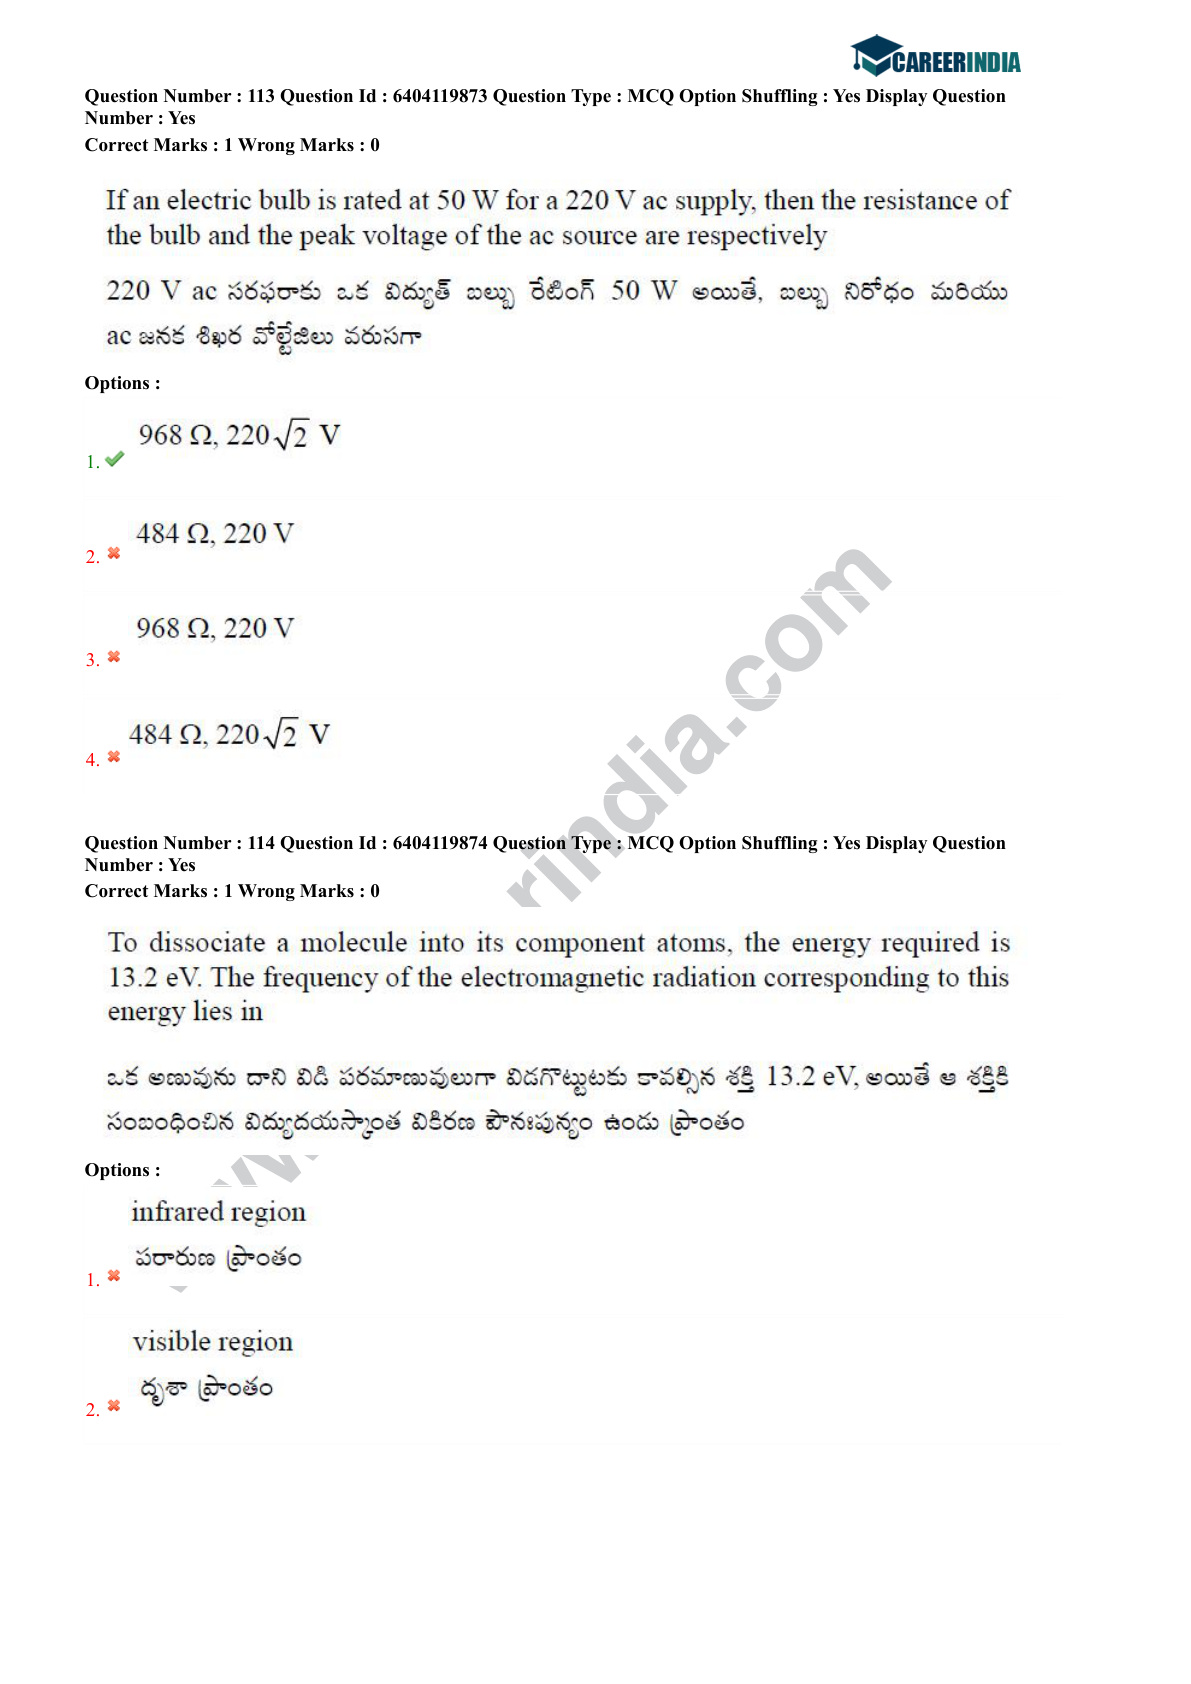 CAREERINDIA
Question Number : 113 Question Id : 6404119873 Question Type : MCQ Option Shuffling : Yes Display Question
Number : Yes
Correct Marks : 1 Wrong Marks : 0
If an electric bulb is rated at 50 W for a 220 V ac supply, then the resistance of
the bulb and the peak voltage of the ac source are respectively
220 V ac సరఫరాకు ఒక విద్యుత్ బల్బు రేటింగ్ 50 W అయితే, బల్బు నిరోధం మరియు
ac జనక శిఖర వోల్టేజిలు వరుసగా
Options :
968 Ω, 220√2 V
1.
484 Ω, 220 V
2.
968 Ω, 220 V
3.
484 Ω, 220√2 V
4.
Question Number : 114 Question Id : 6404119874 Question Type : MCQ Option Shuffling : Yes Display Question
Number : Yes
Correct Marks : 1 Wrong Marks : 0
To dissociate a molecule into its component atoms, the energy required is
13.2 eV. The frequency of the electromagnetic radiation corresponding to this
energy lies in
ఒక అణువును దాని విడి పరమాణువులుగా విడగొట్టుటకు కావల్సిన శక్తి 13.2 eV, అయితే ఆ శక్తికి
సంబంధించిన విద్యుదయస్కాంత వికిరణ పౌనఃపున్యం ఉండు ప్రాంతం
Options :
infrared region
పరారుణ ప్రాంతం
1.
visible region
దృశా ప్రాంతం
2.
rindia.com